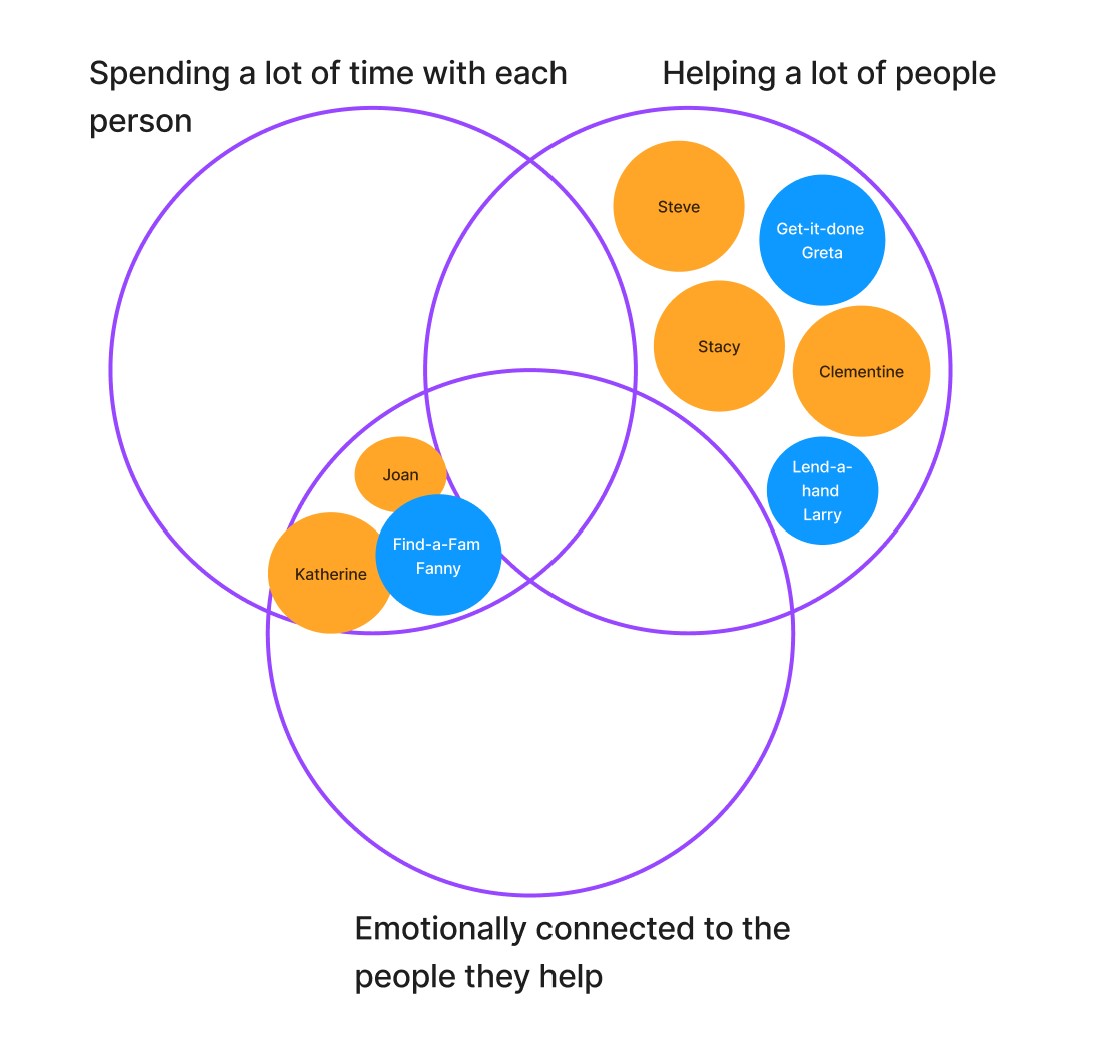 Spending a lot of time with each
person
Helping a lot of people
Steve
Get-it-done
Greta
Stacy
Clementine
Lend-a-
hand
Larry
Joan
Find-a-Fam
Fanny
Katherine
Emotionally connected to the
people they help